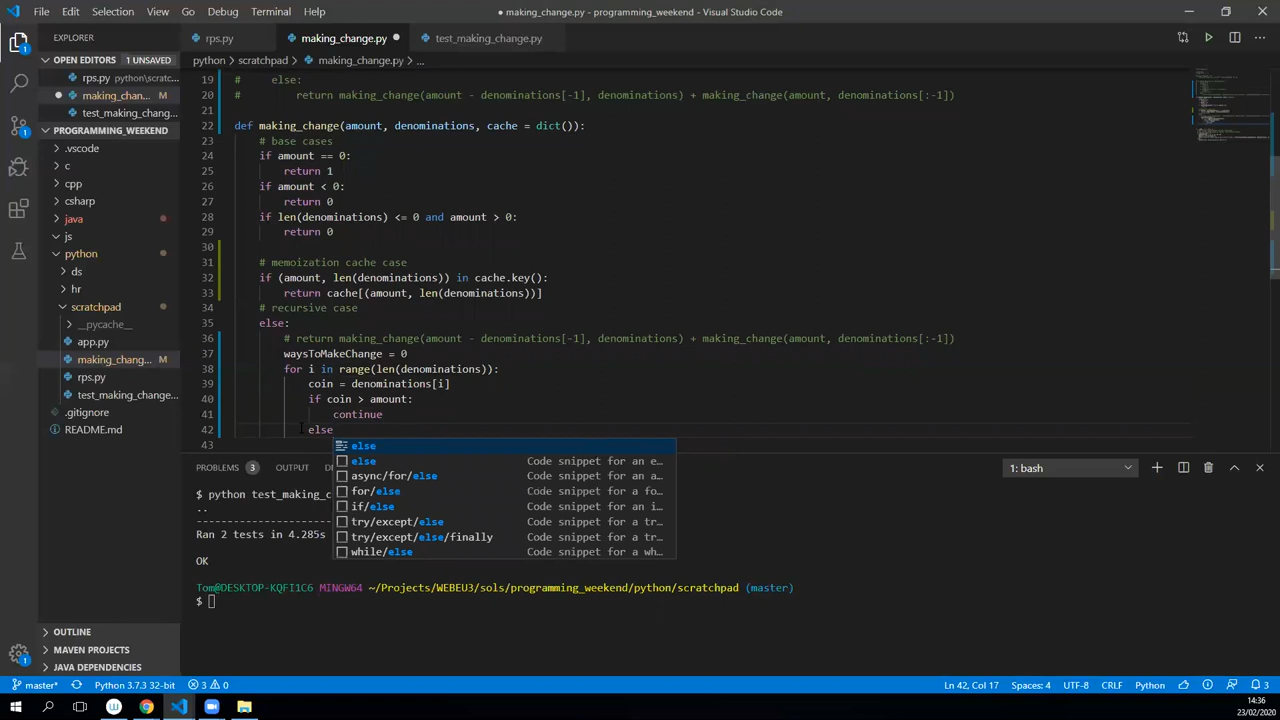 File Edit Selection View Go Debug Terminal Help
● making_change.py - programming_weekend - Visual Studio Code
EXPLORER
rps.py
making_change.py
test_making_change.py
OPEN EDITORS 1 UNSAVED
rps.py python\scratc...
making_chan... M
test_making_change...
python > scratchpad > making_change.py > ...
PROGRAMMING_WEEKEND
.vscode
c
cpp
csharp
java
js
python
ds
hr
scratchpad
__pycache__
app.py
making_chang... M
rps.py
test_making_change...
.gitignore
README.md
OUTLINE
MAVEN PROJECTS
JAVA DEPENDENCIES
19 #     else:
20 #         return making_change(amount - denominations[-1], denominations) + making_change(amount, denominations[:-1])
21
22 def making_change(amount, denominations, cache = dict()):
23     # base cases
24     if amount == 0:
25         return 1
26     if amount < 0:
27         return 0
28     if len(denominations) <= 0 and amount > 0:
29         return 0
30
31     # memoization cache case
32     if (amount, len(denominations)) in cache.key():
33         return cache[(amount, len(denominations))]
34     # recursive case
35     else:
36         # return making_change(amount - denominations[-1], denominations) + making_change(amount, denominations[:-1])
37         waysToMakeChange = 0
38         for i in range(len(denominations)):
39             coin = denominations[i]
40             if coin > amount:
41                 continue
42             else
43
else
else Code snippet for an e...
async/for/else Code snippet for an a...
for/else Code snippet for a fo...
if/else Code snippet for an i...
try/except/else Code snippet for a tr...
try/except/else/finally Code snippet for a tr...
while/else Code snippet for a wh...
PROBLEMS 3 OUTPUT
1: bash
$ python test_making_c
..
Ran 2 tests in 4.285s
OK
Tom@DESKTOP-KQFI1C6 MINGW64 ~/Projects/WEBEU3/sols/programming_weekend/python/scratchpad (master)
$
master* Python 3.7.3 32-bit 3 0
Ln 42, Col 17 Spaces: 4 UTF-8 CRLF Python 3
14:36
23/02/2020